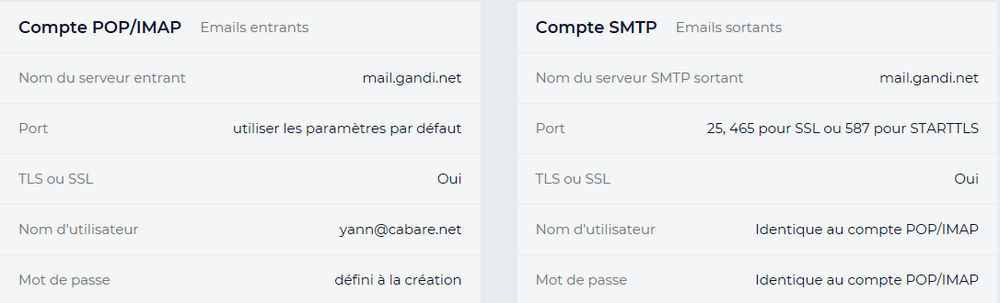 Compte POP/IMAP Emails entrants
Nom du serveur entrant mail.gandi.net
Port utiliser les paramètres par défaut
TLS ou SSL Oui
Nom d'utilisateur yann@cabare.net
Mot de passe défini à la création
Compte SMTP Emails sortants
Nom du serveur SMTP sortant mail.gandi.net
Port 25, 465 pour SSL ou 587 pour STARTTLS
TLS ou SSL Oui
Nom d'utilisateur Identique au compte POP/IMAP
Mot de passe Identique au compte POP/IMAP